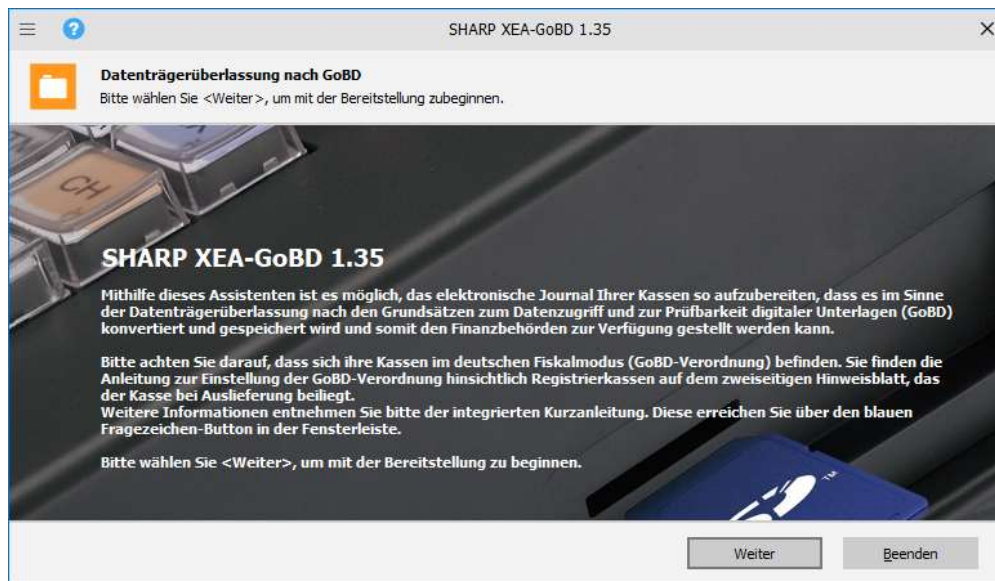 SHARP XEA-GoBD 1.35
Datenträgerüberlassung nach GoBD
Bitte wählen Sie <Weiter>, um mit der Bereitstellung zubeginnen.
CH
SHARP XEA-GoBD 1.35
Mithilfe dieses Assistenten ist es möglich, das elektronische Journal Ihrer Kassen so aufzubereiten, dass es im Sinne
der Datenträgerüberlassung nach den Grundsätzen zum Datenzugriff und zur Prüfbarkeit digitaler Unterlagen (GoBD)
konvertiert und gespeichert wird und somit den Finanzbehörden zur Verfügung gestellt werden kann.
Bitte achten Sie darauf, dass sich ihre Kassen im deutschen Fiskalmodus (GoBD-Verordnung) befinden. Sie finden die
Anleitung zur Einstellung der GoBD-Verordnung hinsichtlich Registrierkassen auf dem zweiseitigen Hinweisblatt, das
der Kasse bei Auslieferung beiliegt.
Weitere Informationen entnehmen Sie bitte der integrierten Kurzanleitung. Diese erreichen Sie über den blauen
Fragezeichen-Button in der Fensterleiste.
Bitte wählen Sie <Weiter>, um mit der Bereitstellung zu beginnen.
TM
Weiter
Beenden